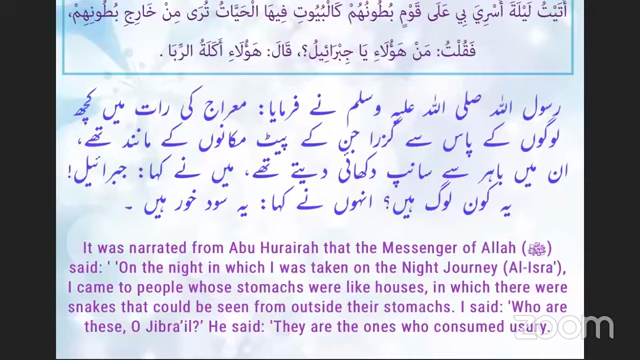 أَتَيْتُ لَيْلَةَ أُسْرِيَ بِي عَلَى قَوْمٍ بُطُونُهُمْ كَالْبُيُوتِ فِيهَا الْحَيَّاتُ تُرَى مِنْ خَارِجِ بُطُونِهِمْ،
فَقُلْتُ: مَنْ هَؤُلَاءِ يَا جِبْرَائِيلُ؟، قَالَ: هَؤُلَاءِ أَكَلَةُ الرِّبَا .
رسول اللہ صلی اللہ علیہ وسلم نے فرمایا: معراج کی رات میں کچھ
لوگوں کے پاس سے گزرا جن کے پیٹ مکانوں کے مانند تھے،
ان میں باہر سے سانپ دکھائی دیتے تھے، میں نے کہا: جبرائیل!
یہ کون لوگ ہیں؟ انہوں نے کہا: یہ سود خور ہیں ۔
It was narrated from Abu Hurairah that the Messenger of Allah (ﷺ)
said: ' 'On the night in which I was taken on the Night Journey (Al-Isra'),
I came to people whose stomachs were like houses, in which there were
snakes that could be seen from outside their stomachs. I said: 'Who are
these, O Jibra'il?' He said: 'They are the ones who consumed usury.
zoom